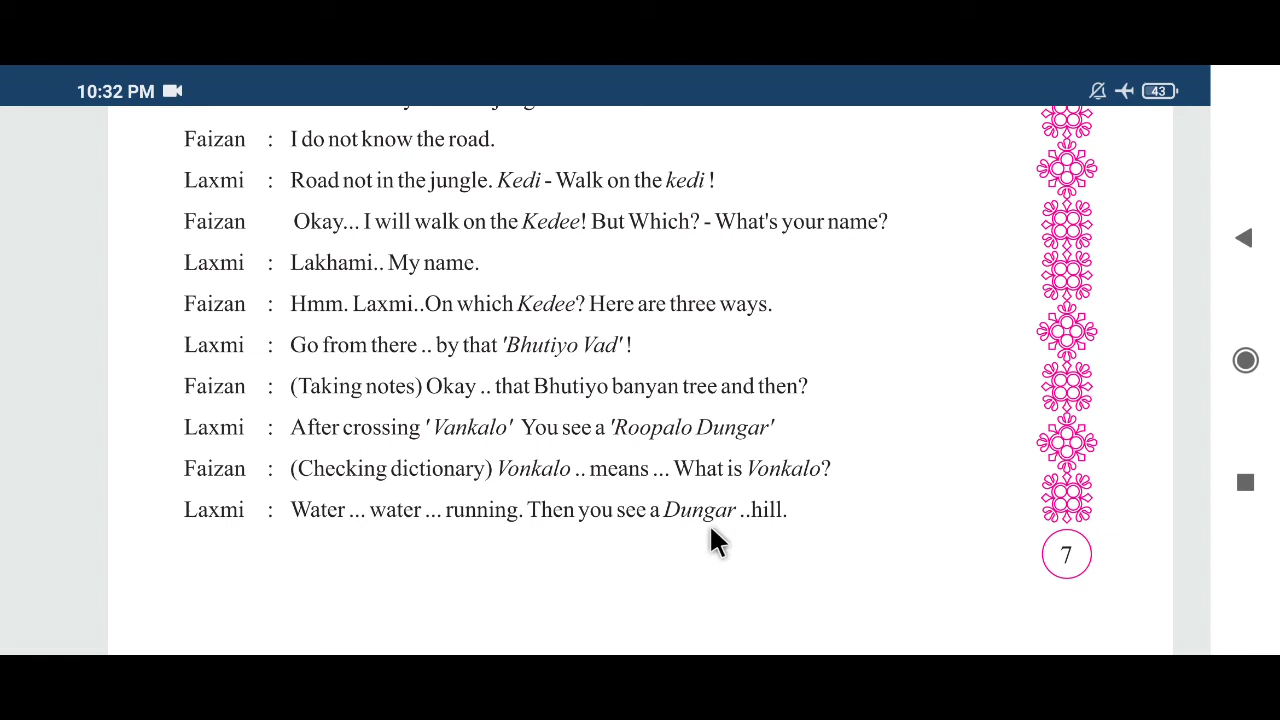 10:32 PM
43
Faizan : I do not know the road.
Laxmi : Road not in the jungle. Kedi - Walk on the kedi !
Faizan Okay... I will walk on the Kedee! But Which? - What's your name?
Laxmi : Lakhami.. My name.
Faizan : Hmm. Laxmi..On which Kedee? Here are three ways.
Laxmi : Go from there .. by that 'Bhutiyo Vad' !
Faizan : (Taking notes) Okay .. that Bhutiyo banyan tree and then?
Laxmi : After crossing ' Vankalo' You see a 'Roopalo Dungar'
Faizan : (Checking dictionary) Vonkalo .. means ... What is Vonkalo?
Laxmi : Water ... water ... running. Then you see a Dungar ..hill.
7